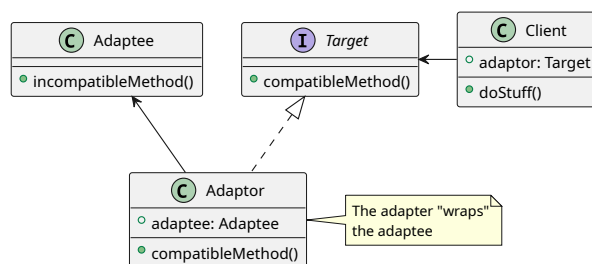 C Adaptee
incompatibleMethod()
I Target
compatibleMethod()
C Client
adaptor: Target
doStuff()
C Adaptor
adaptee: Adaptee
compatibleMethod()
The adapter "wraps"
the adaptee